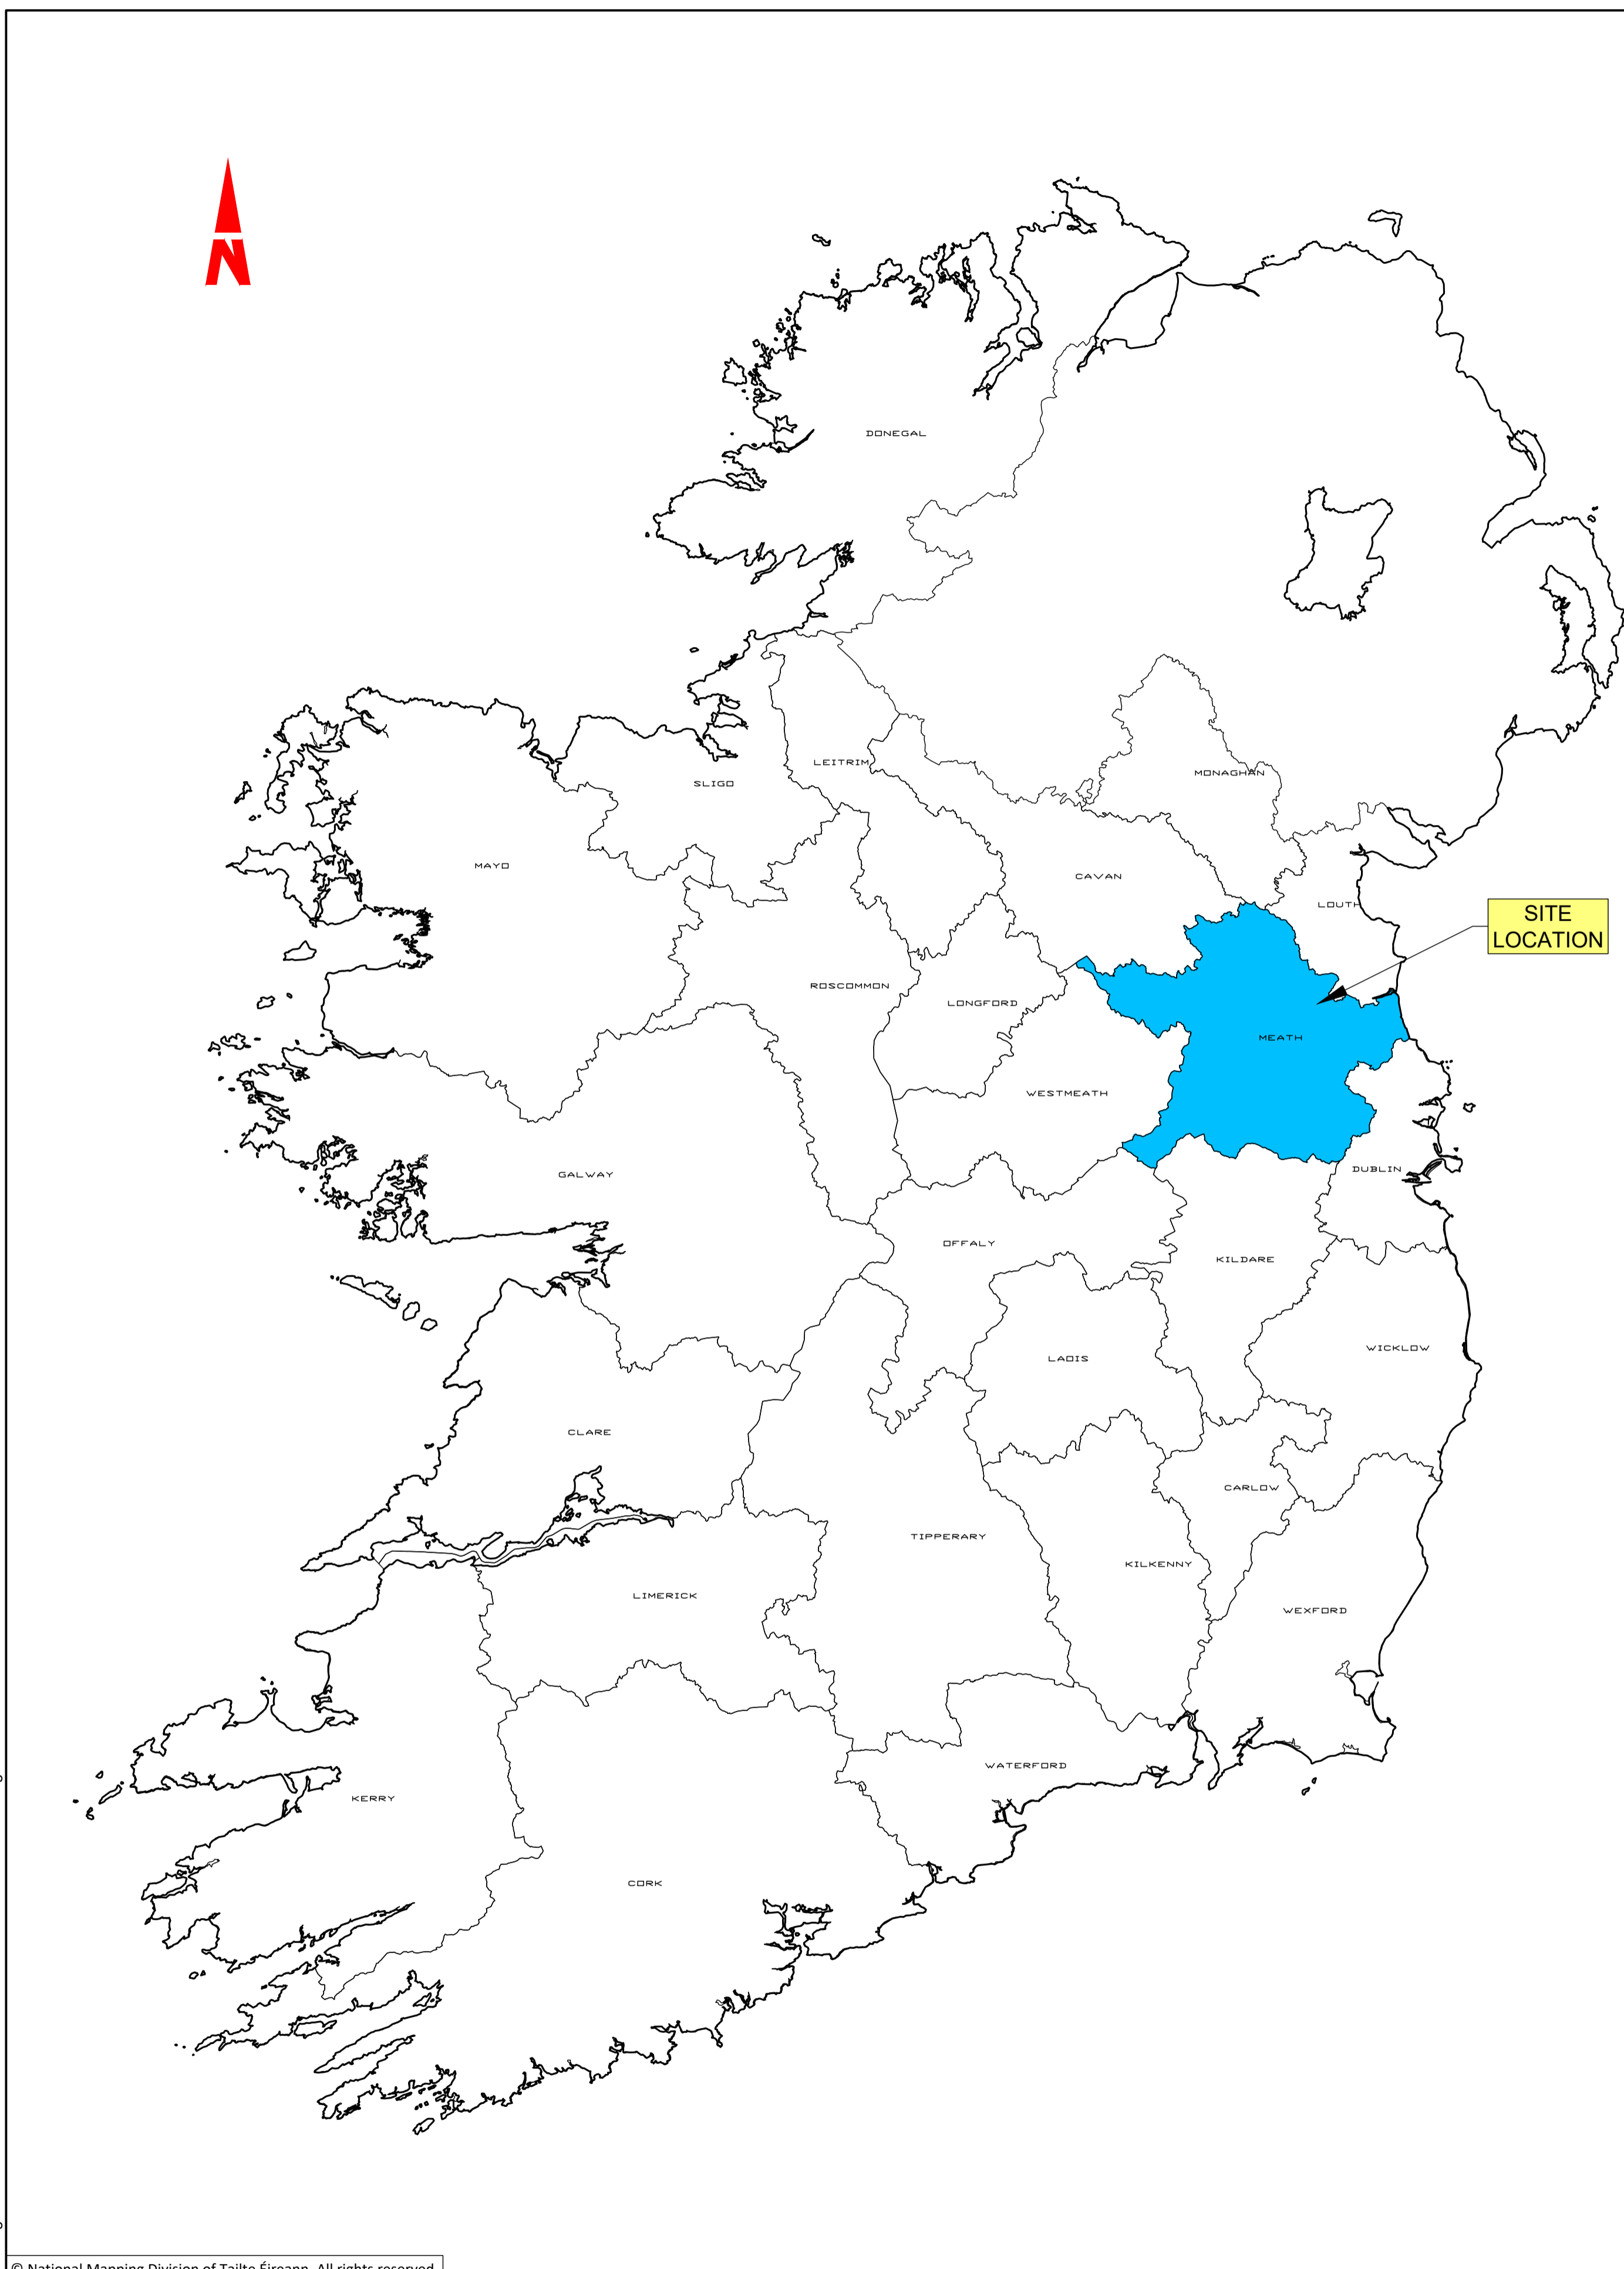 N
DONEGAL
LEITRIM
MONAGHAN
SLIGO
MAYO
CAVAN
LOUTH
SITE
LOCATION
ROSCOMMON
LONGFORD
MEATH
WESTMEATH
GALWAY
DUBLIN
OFFALY
KILDARE
WICKLOW
LAOIS
CLARE
CARLOW
TIPPERARY
KILKENNY
LIMERICK
WEXFORD
WATERFORD
KERRY
CORK
© National Mapping Division of Tailte Éireann. All rights reserved.